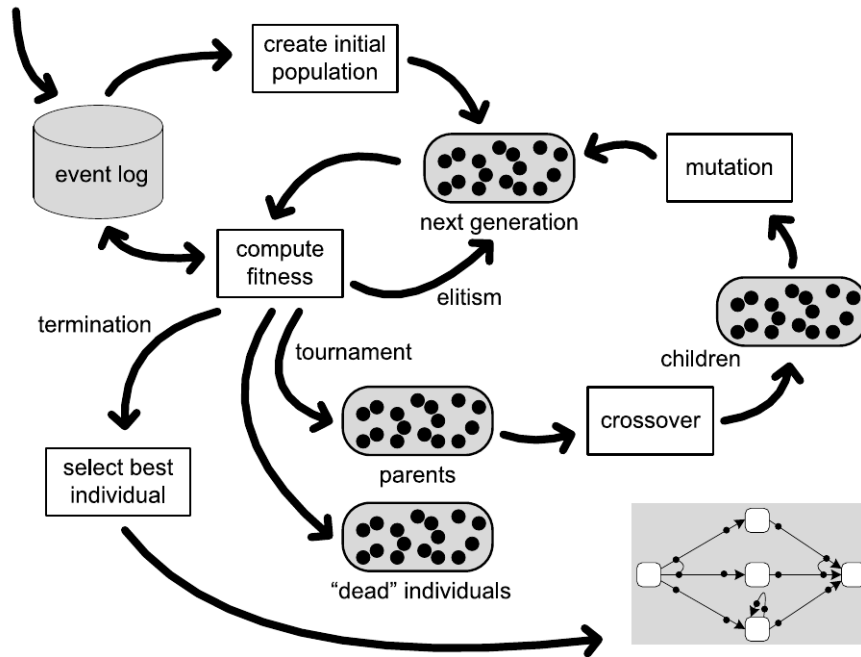 create initial
population
event log
mutation
next generation
compute
fitness
elitism
termination
tournament
children
crossover
parents
select best
individual
“dead” individuals